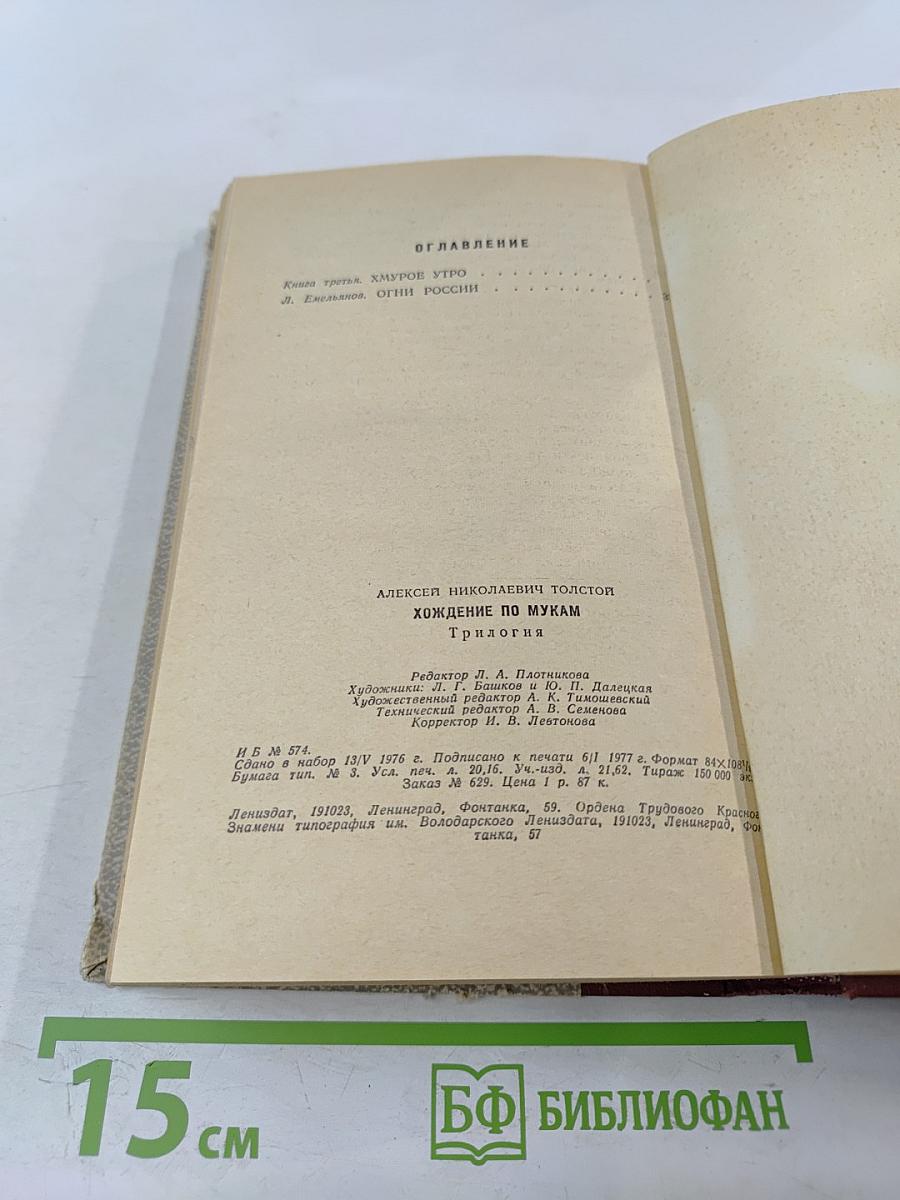 ОГЛАВЛЕНИЕ
Книга третья. ХМУРОЕ УТРО . . . . . . . . . .
Л. Емельянов. ОГНИ РОССИИ . . . . . . . . . .
АЛЕКСЕЙ НИКОЛАЕВИЧ ТОЛСТОЙ
ХОЖДЕНИЕ ПО МУКАМ
Трилогия
Редактор Л. А. Плотникова
Художники: Л. Г. Башков и Ю. П. Далецкая
Художественный редактор А. К. Тимошевский
Технический редактор А. В. Семенова
Корректор И. В. Левтонова
И Б № 574.
Сдано в набор 13/V 1976 г. Подписано к печати 6/I 1977 г. Формат 84×108
Бумага тип. № 3. Усл. печ. л. 20,16. Уч.-изд. л. 21,62. Тираж 150 000 эк
Заказ № 629. Цена 1 р. 87 к.
Лениздат, 191023, Ленинград, Фонтанка, 59. Ордена Трудового Красног
Знамени типография им. Володарского Лениздата, 191023, Ленинград, Фон
танка, 57
15 см
БФ БИБЛИОФАН